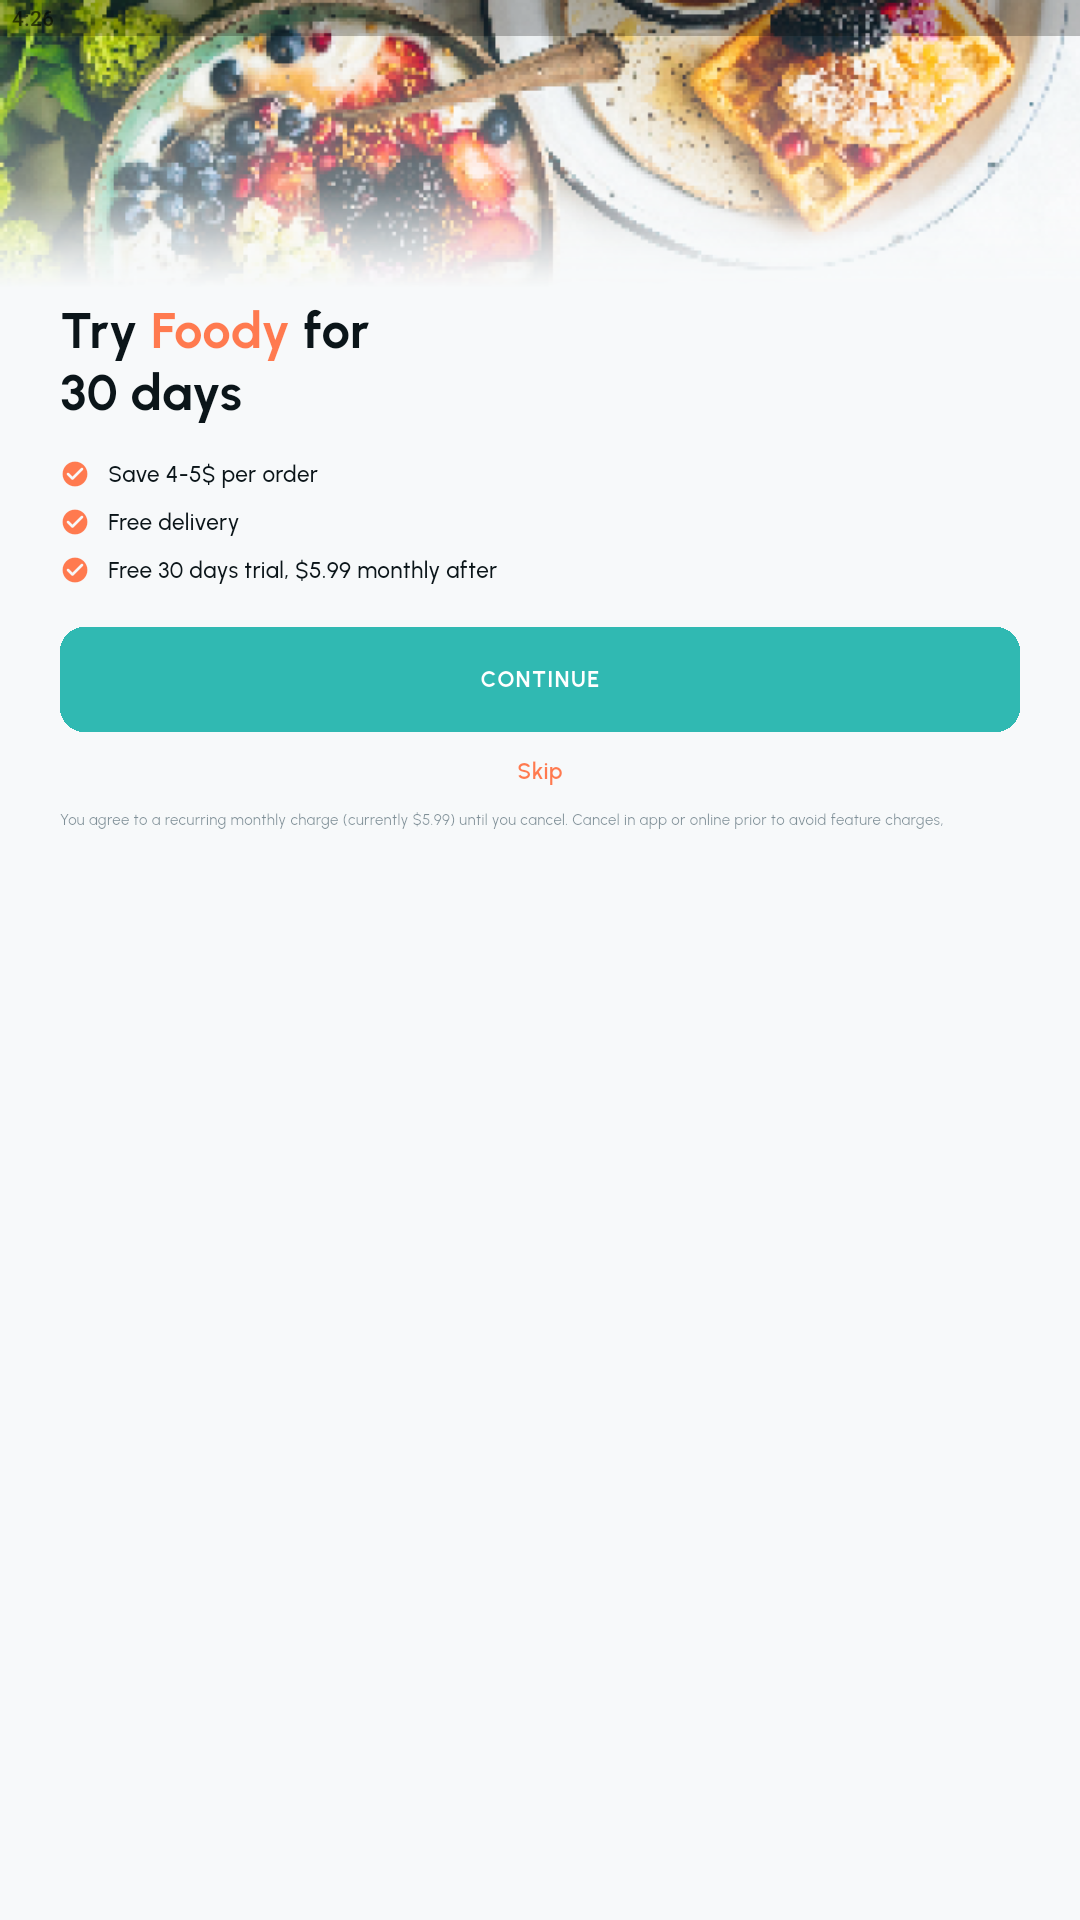 4:26
Try Foody for
30 days
Save 4-5$ per order
Free delivery
Free 30 days trial, $5.99 monthly after
CONTINUE
Skip
You agree to a recurring monthly charge (currently $5.99) until you cancel. Cancel in app or online prior to avoid feature charges,